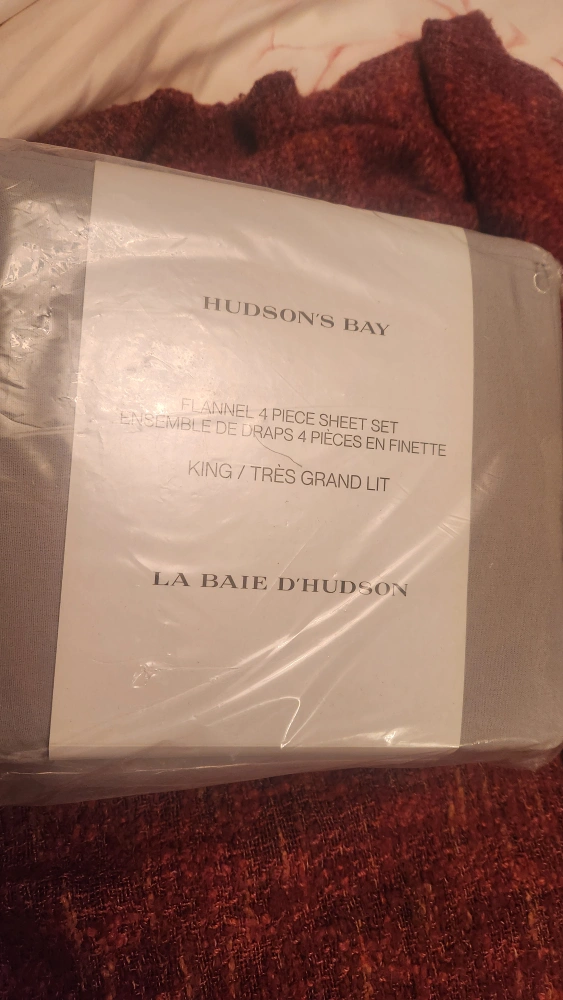 HUDSON'S BAY
FLANNEL 4 PIECE SHEET SET
ENSEMBLE DE DRAPS 4 PIÈCES EN FINETTE
KING / TRÈS GRAND LIT
LA BAIE D'HUDSON